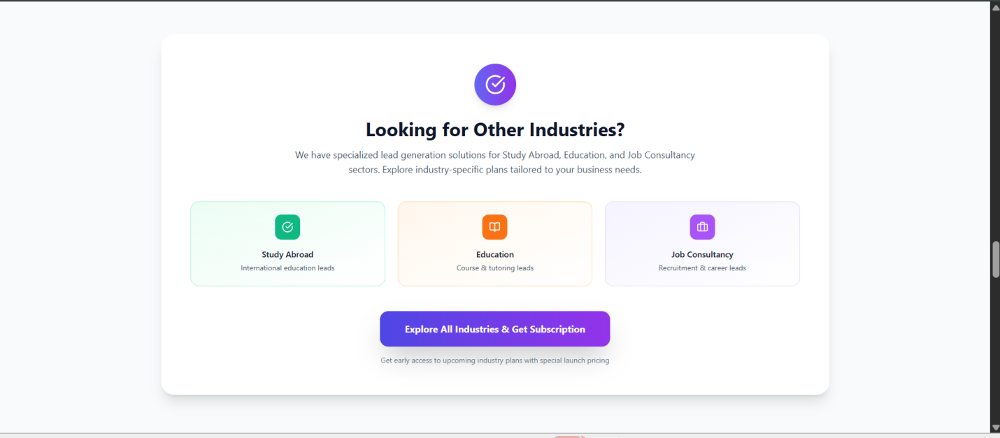 Looking for Other Industries?
We have specialized lead generation solutions for Study Abroad, Education, and Job Consultancy
sectors. Explore industry-specific plans tailored to your business needs.
Study Abroad
International education leads
Education
Course & tutoring leads
Job Consultancy
Recruitment & career leads
Explore All Industries & Get Subscription
Get early access to upcoming industry plans with special launch pricing